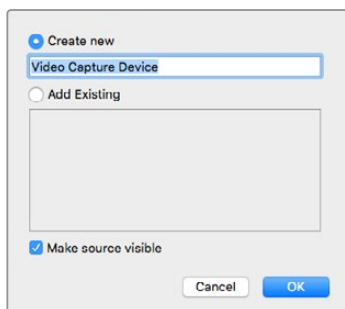 Create new
Video Capture Device
Add Existing
Make source visible
Cancel OK